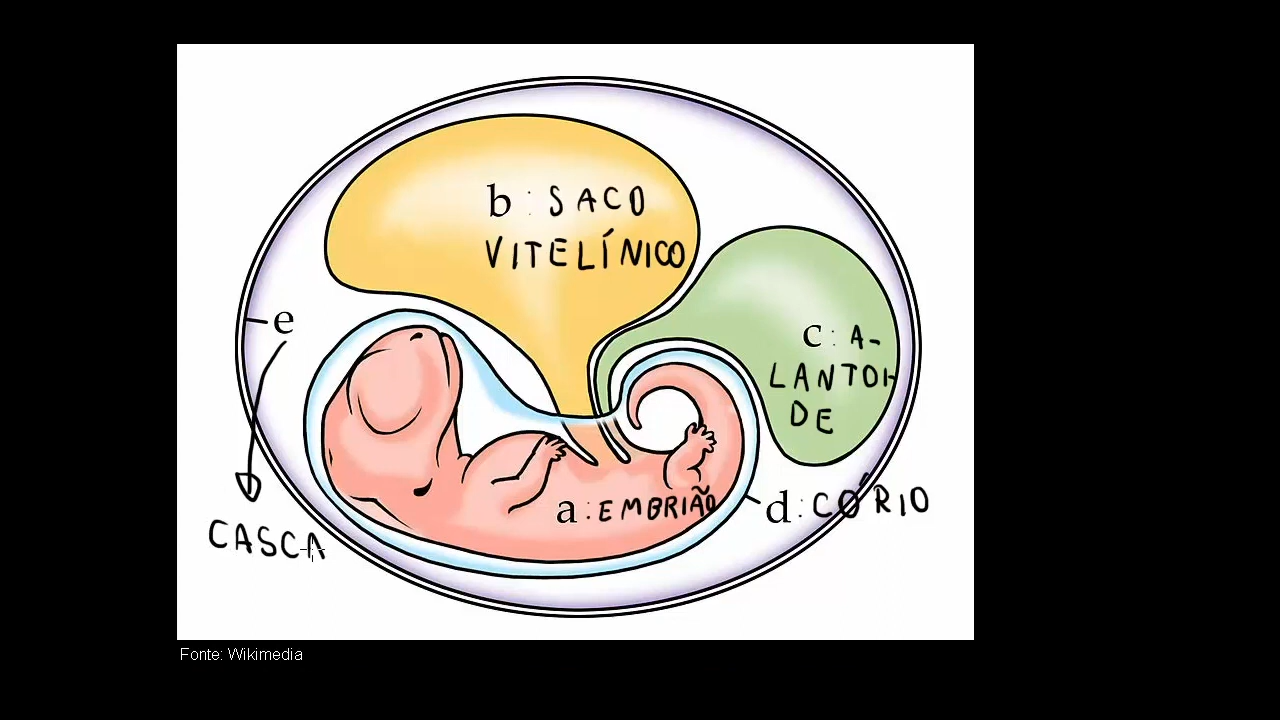 b: SACO
VITELÍNICO
e
c: A-
LANTOI-
DE
a: EMBRIÃO
d: CÓRIO
CASCA
Fonte: Wikimedia